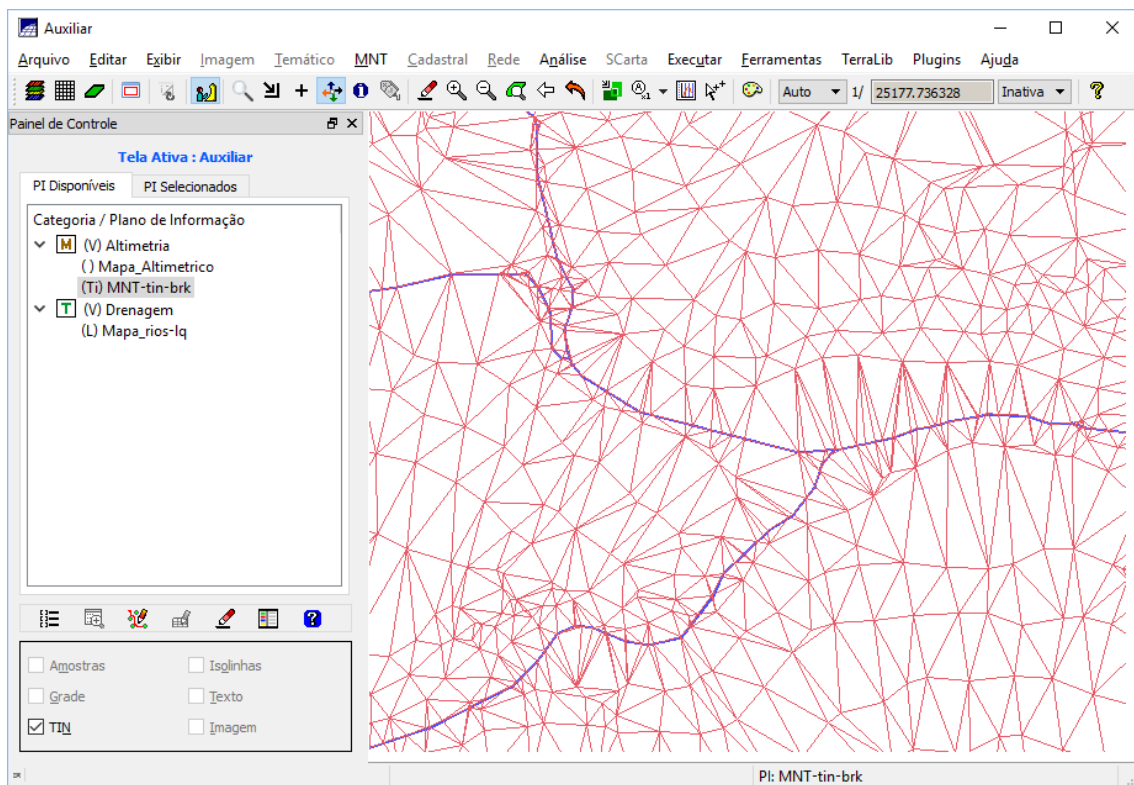 Auxiliar
Arquivo Editar Exibir Imagem Temático MNT Cadastral Rede Análise SCarta Executar Ferramentas TerraLib Plugins Ajuda
Auto 1/ 25177.736328 Inativa
Painel de Controle
Tela Ativa : Auxiliar
PI Disponíveis PI Selecionados
Categoria / Plano de Informação
M (V) Altimetria
( ) Mapa_Altimetrico
(Ti) MNT-tin-brk
T (V) Drenagem
(L) Mapa_rios-lq
Amostras Isolinhas
Grade Texto
TIN Imagem
PI: MNT-tin-brk